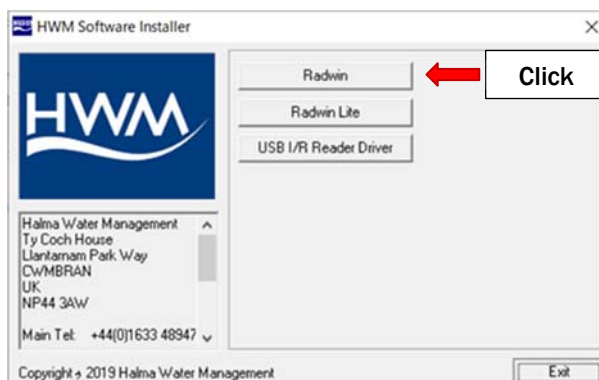 HWM Software Installer
HWM
Radwin
Click
Radwin Lite
USB I/R Reader Driver
Halma Water Management
Ty Coch House
Llantarnam Park Way
CWMBRAN
UK
NP44 3AW
Main Tel: +44(0)1633 48947
Copyright © 2019 Halma Water Management
Exit